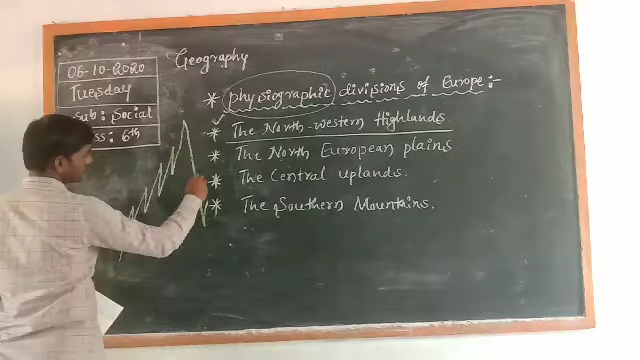 Geography
06-10-2020
Tuesday
Sub: Social
ss: 6th
* physiographic divisions of Europe:-
* The North-western Highlands
* The North European plains.
* The Central uplands.
* The Southern Mountains.